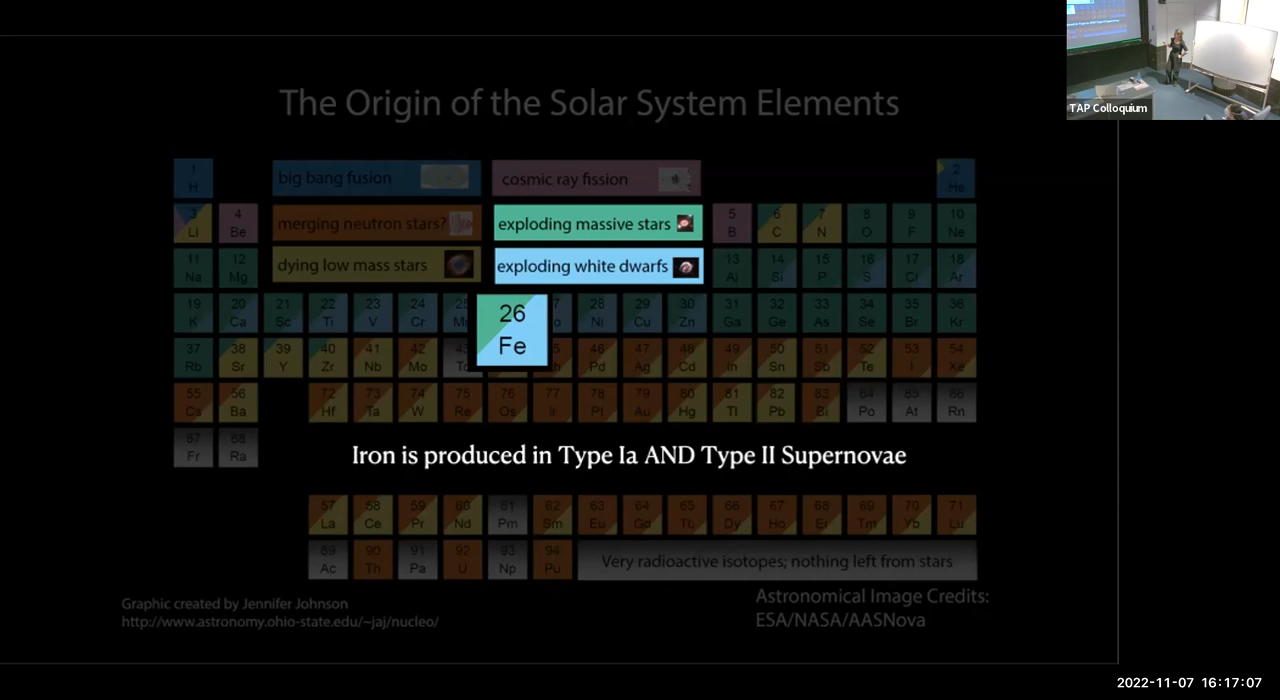 TAP Colloquium
The Origin of the Solar System Elements
1 H
big bang fusion
cosmic ray fission
2 He
3 Li
4 Be
merging neutron stars?
exploding massive stars
5 B
6 C
7 N
8 O
9 F
10 Ne
11 Na
12 Mg
dying low mass stars
exploding white dwarfs
13 Al
14 Si
15 P
16 S
17 Cl
18 Ar
19 K
20 Ca
21 Sc
22 Ti
23 V
24 Cr
26 Fe
28 Ni
29 Cu
30 Zn
31 Ga
32 Ge
33 As
34 Se
35 Br
36 Kr
37 Rb
38 Sr
39 Y
40 Zr
41 Nb
42 Mo
46 Pd
47 Ag
48 Cd
49 In
50 Sn
51 Sb
52 Te
53 I
54 Xe
55 Cs
56 Ba
72 Hf
73 Ta
74 W
75 Re
76 Os
77 Ir
78 Pt
79 Au
80 Hg
81 Tl
82 Pb
83 Bi
84 Po
85 At
86 Rn
87 Fr
88 Ra
Iron is produced in Type Ia AND Type II Supernovae
57 La
58 Ce
59 Pr
60 Nd
61 Pm
62 Sm
63 Eu
64 Gd
65 Tb
66 Dy
67 Ho
68 Er
69 Tm
70 Yb
71 Lu
89 Ac
90 Th
91 Pa
92 U
93 Np
94 Pu
Very radioactive isotopes; nothing left from stars
Graphic created by Jennifer Johnson
http://www.astronomy.ohio-state.edu/~jaj/nucleo/
Astronomical Image Credits:
ESA/NASA/AASNova
2022-11-07 16:17:07